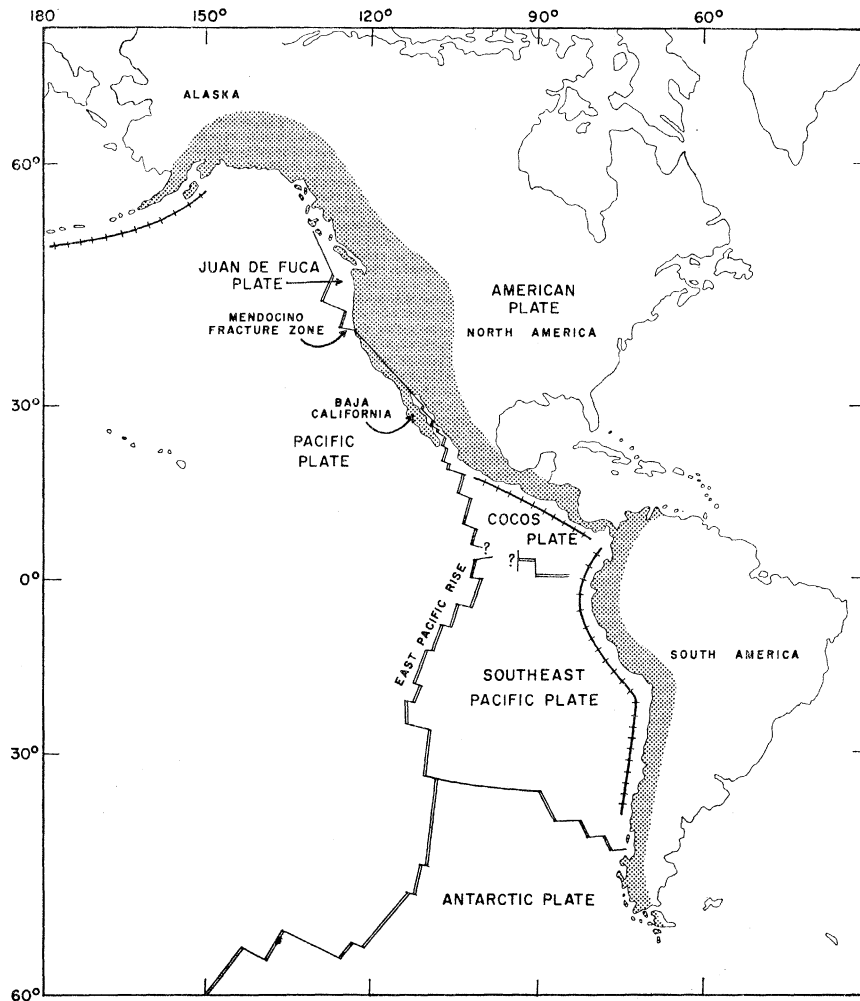 180
150°
120°
90°
60°
ALASKA
60°
JUAN DE FUCA
PLATE
AMERICAN
PLATE
MENDOCINO
FRACTURE ZONE
NORTH AMERICA
30°
BAJA
CALIFORNIA
PACIFIC
PLATE
COCOS
PLATE
?
?
0°
EAST PACIFIC RISE
SOUTH AMERICA
SOUTHEAST
PACIFIC PLATE
30°
ANTARCTIC PLATE
60°